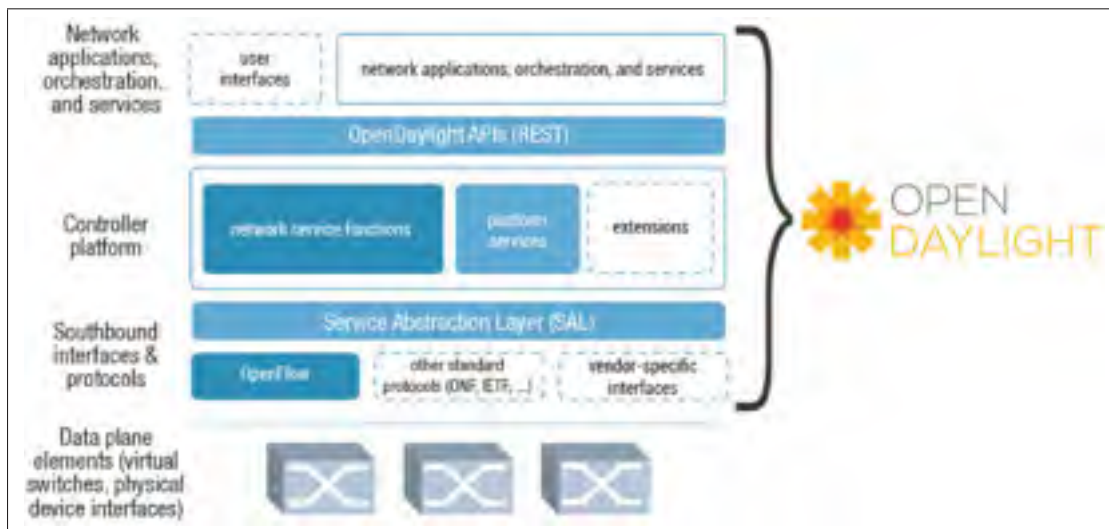 Network
applications,
orchestration,
and services
user
interfaces
network applications, orchestration, and services
OpenDaylight APIs (REST)
Controller
platform
network service functions
platform
services
extensions
Service Abstraction Layer (SAL)
Southbound
interfaces &
protocols
OpenFlow
other standard
protocols (ONF, IETF, ...)
vendor-specific
interfaces
Data plane
elements (virtual
switches, physical
device interfaces)
OPEN
DAYLIGHT